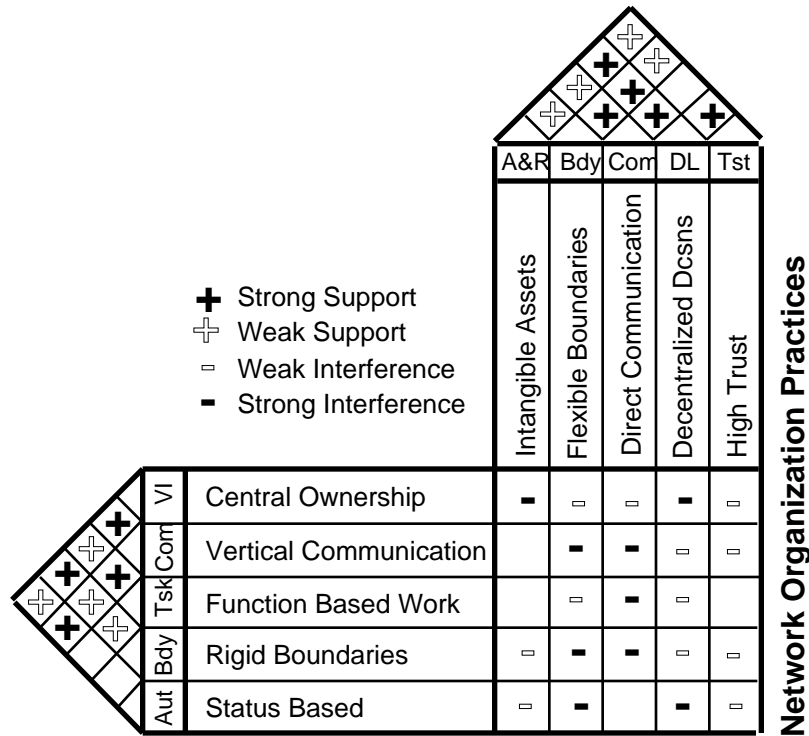 A&R Bdy Com DL Tst
Intangible Assets
Flexible Boundaries
Direct Communication
Decentralized Dcsns
High Trust
Network Organization Practices
Strong Support
Weak Support
Weak Interference
Strong Interference
VI Central Ownership
Com Vertical Communication
Tsk Function Based Work
Bdy Rigid Boundaries
Aut Status Based